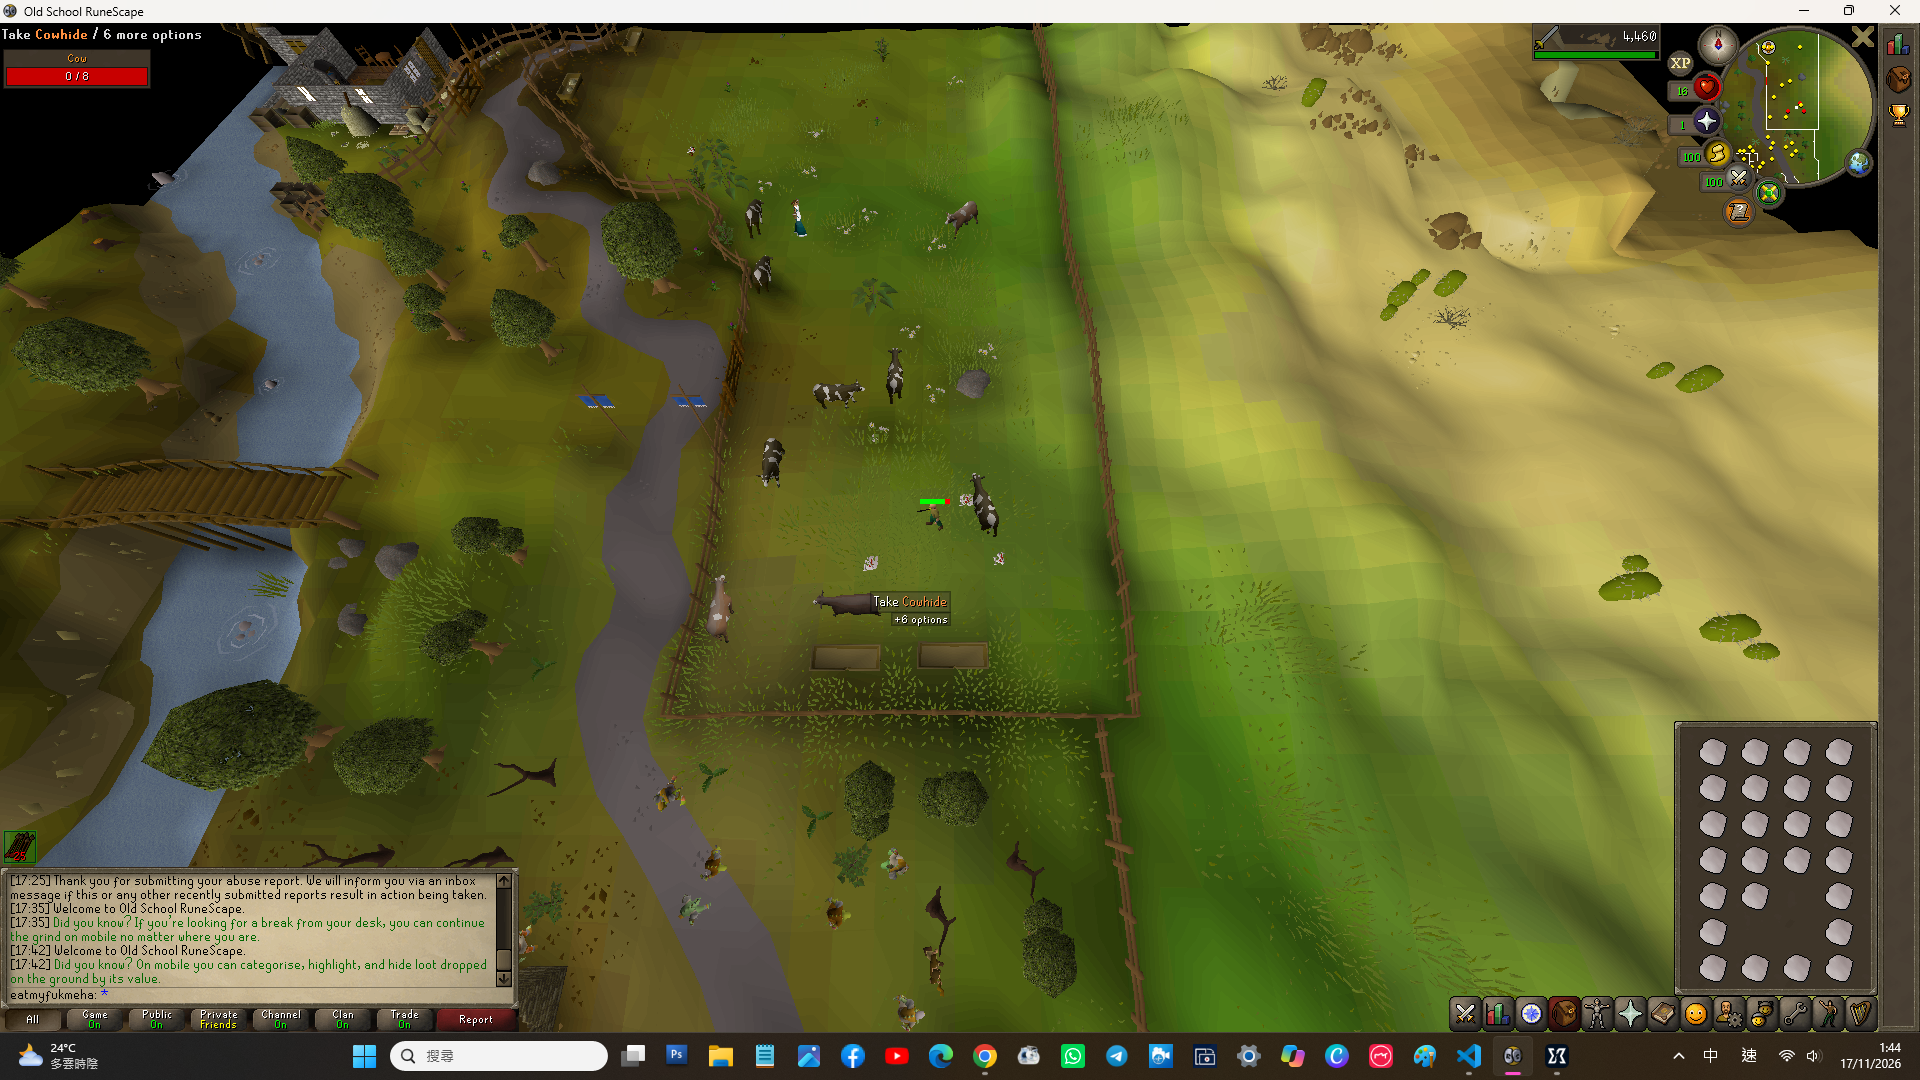 Old School RuneScape
Take Cowhide / 6 more options
Cow
0 / 8
4,460
N
XP
16
1
100
100
Take Cowhide
+6 options
29
[17:25] Thank you for submitting your abuse report. We will inform you via an inbox
message if this or any other recently submitted reports result in action being taken.
[17:35] Welcome to Old School RuneScape.
[17:35] Did you know? If you're looking for a break from your desk, you can continue
the grind on mobile no matter where you are.
[17:42] Welcome to Old School RuneScape.
[17:42] Did you know? On mobile you can categorise, highlight, and hide loot dropped
on the ground by its value.
eatmyfukmeha: *
All
Game
On
Public
On
Private
Friends
Channel
On
Clan
On
Trade
On
Report
24°C
多雲時陰
搜尋
Ps
中
速
1:44
17/11/2026